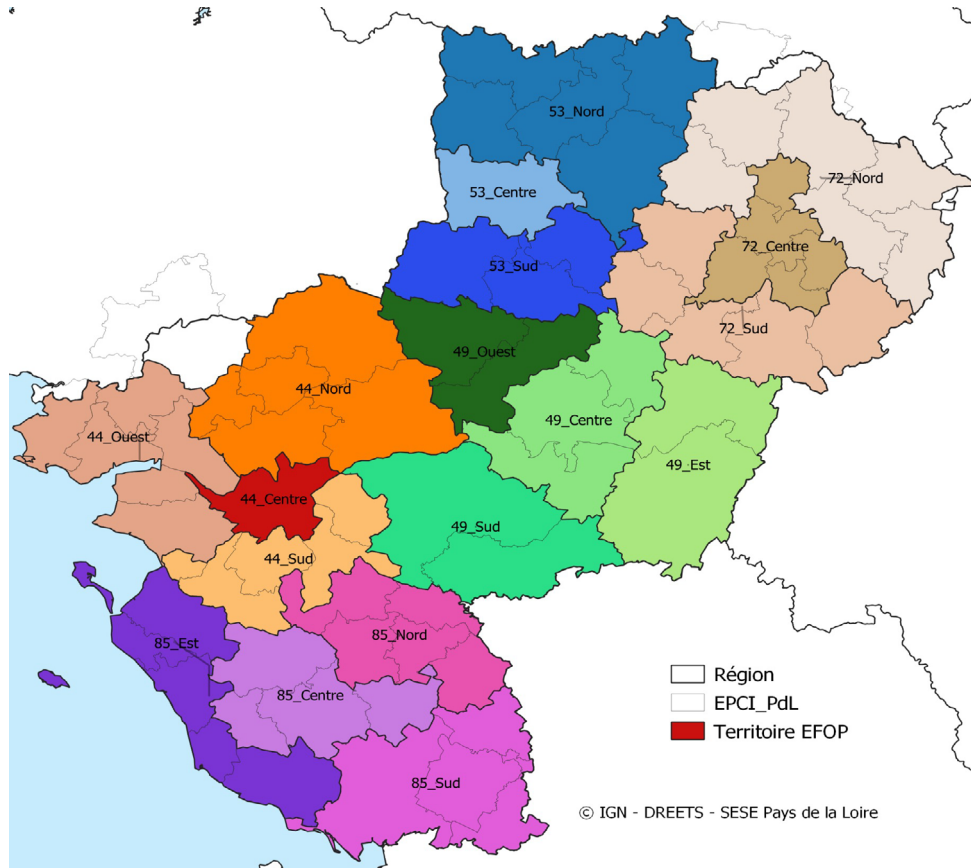 53_Nord
53_Centre
72_Nord
72_Centre
53_Sud
72_Sud
49_Ouest
44_Nord
49_Centre
44_Ouest
49_Est
44_Centre
49_Sud
44_Sud
85_Nord
85_Est
85_Centre
85_Sud
Région
EPCI_PdL
Territoire EFOP
© IGN - DREETS - SESE Pays de la Loire